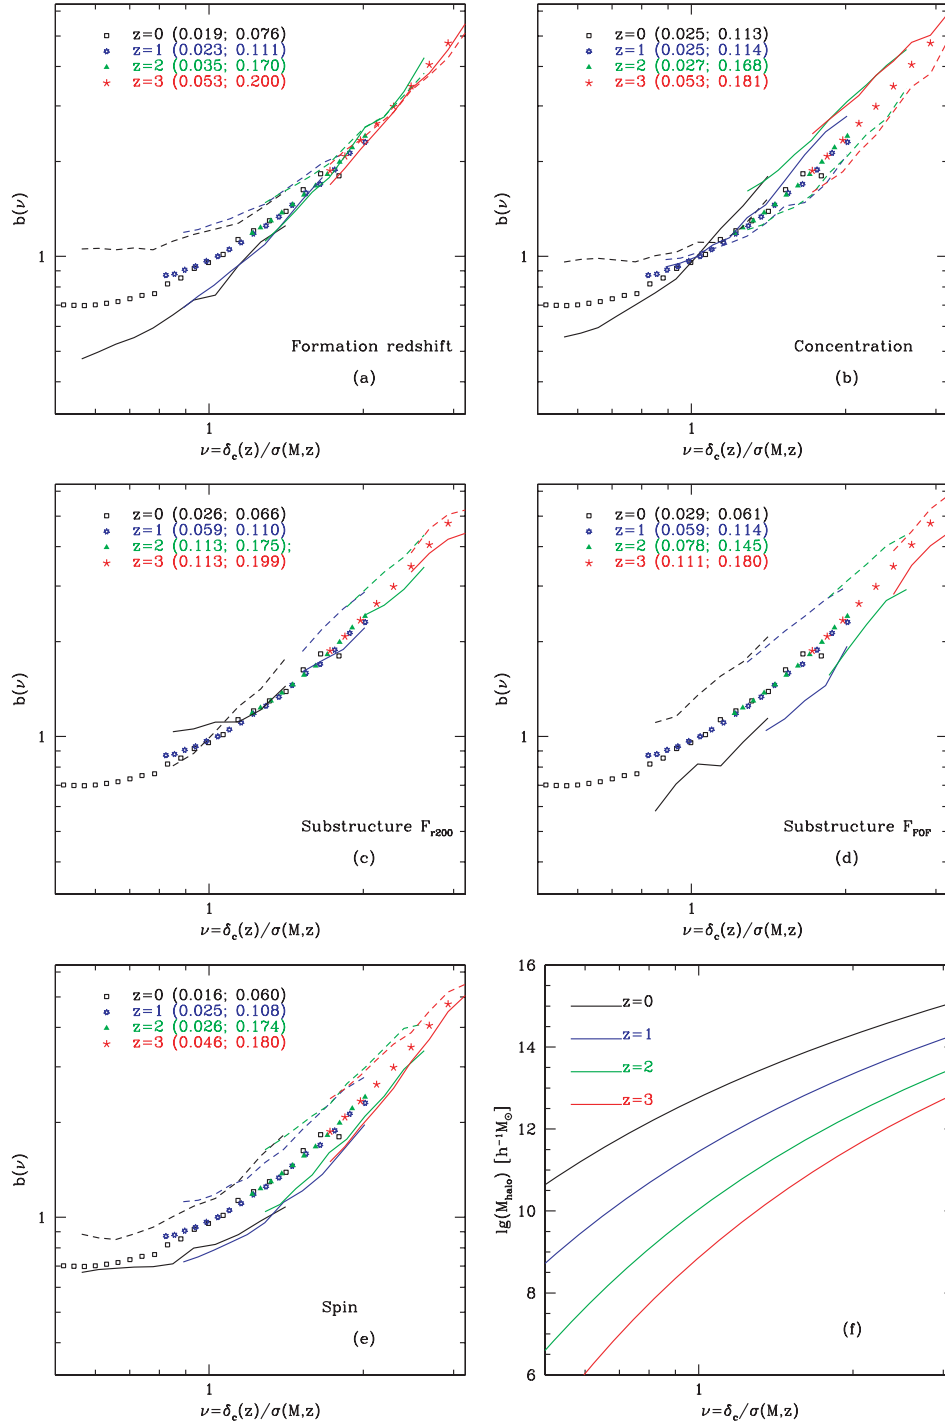 z=0 (0.019; 0.076)
z=1 (0.023; 0.111)
z=2 (0.035; 0.170)
z=3 (0.053; 0.200)
1
b(ν)
Formation redshift
(a)
1
ν=δc(z)/σ(M,z)
z=0 (0.025; 0.113)
z=1 (0.025; 0.114)
z=2 (0.027; 0.168)
z=3 (0.053; 0.181)
1
b(ν)
Concentration
(b)
1
ν=δc(z)/σ(M,z)
z=0 (0.026; 0.066)
z=1 (0.059; 0.110)
z=2 (0.113; 0.175);
z=3 (0.113; 0.199)
1
b(ν)
Substructure Fr200
(c)
1
ν=δc(z)/σ(M,z)
z=0 (0.029; 0.061)
z=1 (0.059; 0.114)
z=2 (0.078; 0.145)
z=3 (0.111; 0.180)
1
b(ν)
Substructure FFOF
(d)
1
ν=δc(z)/σ(M,z)
z=0 (0.016; 0.060)
z=1 (0.025; 0.108)
z=2 (0.026; 0.174)
z=3 (0.046; 0.180)
1
b(ν)
Spin
(e)
1
ν=δc(z)/σ(M,z)
16
14
12
10
8
6
lg(Mhalo) [h⁻¹M⊙]
z=0
z=1
z=2
z=3
(f)
1
ν=δc/σ(M,z)